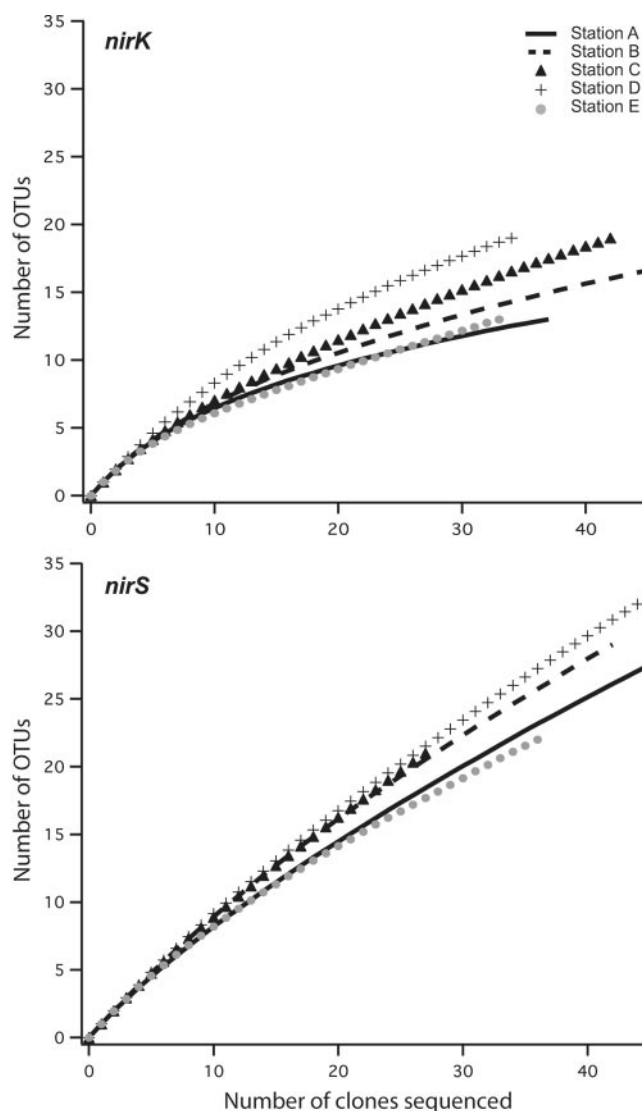 nirK
Station A
Station B
Station C
Station D
Station E
35
30
25
20
15
10
5
0
Number of OTUs
0 10 20 30 40
nirS
35
30
25
20
15
10
5
0
Number of OTUs
0 10 20 30 40
Number of clones sequenced